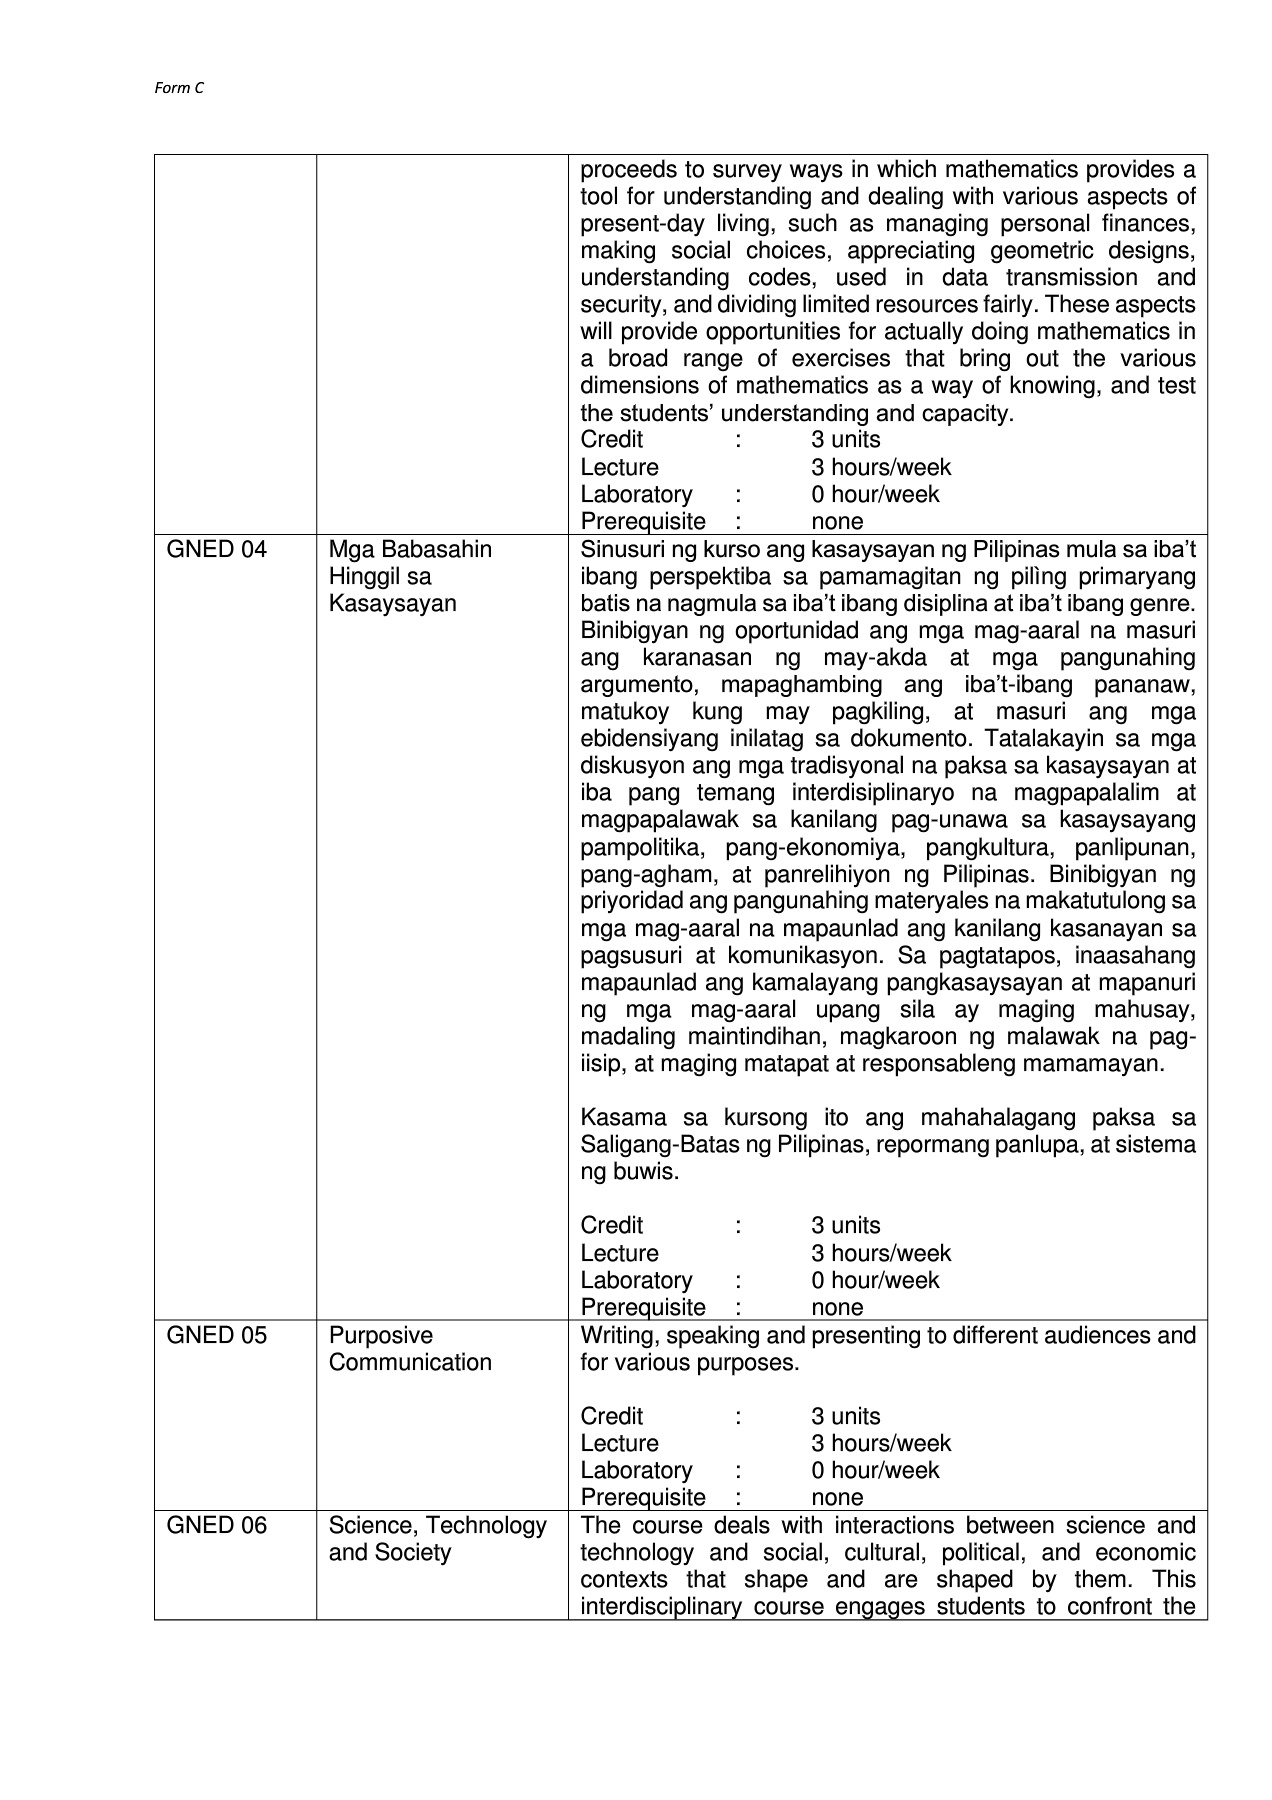 Form C
proceeds to survey ways in which mathematics provides a
tool for understanding and dealing with various aspects of
present-day living, such as managing personal finances,
making social choices, appreciating geometric designs,
understanding codes, used in data transmission and
security, and dividing limited resources fairly. These aspects
will provide opportunities for actually doing mathematics in
a broad range of exercises that bring out the various
dimensions of mathematics as a way of knowing, and test
the students’ understanding and capacity.
Credit : 3 units
Lecture 3 hours/week
Laboratory : 0 hour/week
Prerequisite : none
GNED 04
Mga Babasahin
Hinggil sa
Kasaysayan
Sinusuri ng kurso ang kasaysayan ng Pilipinas mula sa iba’t
ibang perspektiba sa pamamagitan ng pilìng primaryang
batis na nagmula sa iba’t ibang disiplina at iba’t ibang genre.
Binibigyan ng oportunidad ang mga mag-aaral na masuri
ang karanasan ng may-akda at mga pangunahing
argumento, mapaghambing ang iba’t-ibang pananaw,
matukoy kung may pagkiling, at masuri ang mga
ebidensiyang inilatag sa dokumento. Tatalakayin sa mga
diskusyon ang mga tradisyonal na paksa sa kasaysayan at
iba pang temang interdisiplinaryo na magpapalalim at
magpapalawak sa kanilang pag-unawa sa kasaysayang
pampolitika, pang-ekonomiya, pangkultura, panlipunan,
pang-agham, at panrelihiyon ng Pilipinas. Binibigyan ng
priyoridad ang pangunahing materyales na makatutulong sa
mga mag-aaral na mapaunlad ang kanilang kasanayan sa
pagsusuri at komunikasyon. Sa pagtatapos, inaasahang
mapaunlad ang kamalayang pangkasaysayan at mapanuri
ng mga mag-aaral upang sila ay maging mahusay,
madaling maintindihan, magkaroon ng malawak na pag-
iisip, at maging matapat at responsableng mamamayan.
Kasama sa kursong ito ang mahahalagang paksa sa
Saligang-Batas ng Pilipinas, repormang panlupa, at sistema
ng buwis.
Credit : 3 units
Lecture 3 hours/week
Laboratory : 0 hour/week
Prerequisite : none
GNED 05
Purposive
Communication
Writing, speaking and presenting to different audiences and
for various purposes.
Credit : 3 units
Lecture 3 hours/week
Laboratory : 0 hour/week
Prerequisite : none
GNED 06
Science, Technology
and Society
The course deals with interactions between science and
technology and social, cultural, political, and economic
contexts that shape and are shaped by them. This
interdisciplinary course engages students to confront the